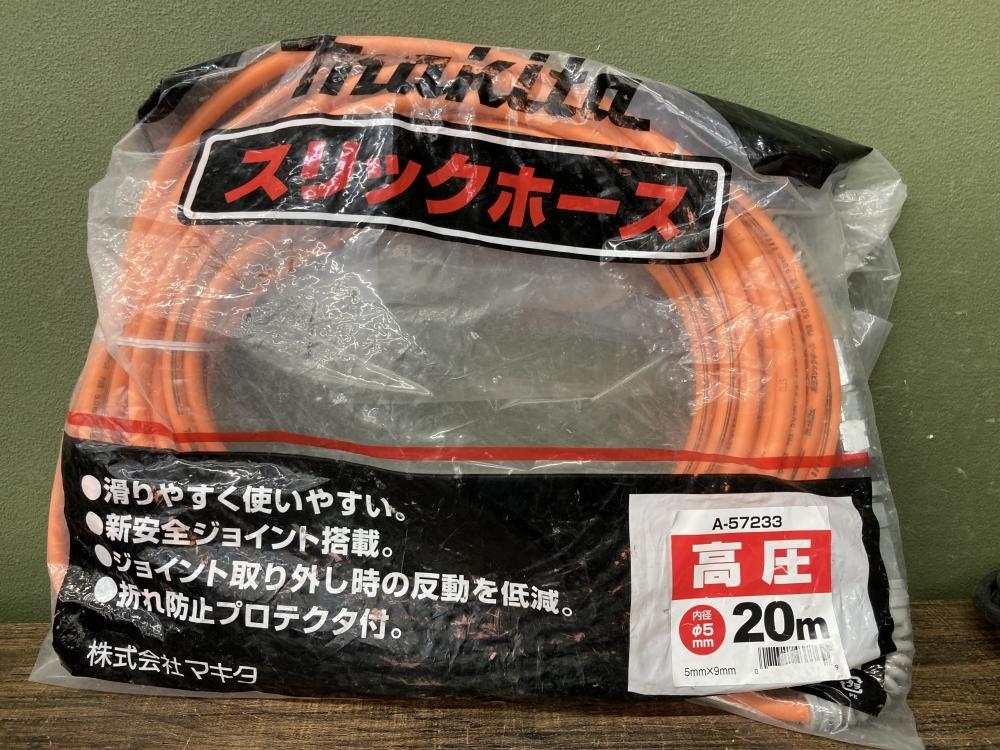 makita
スリックホース
●滑りやすく使いやすい。
●新安全ジョイント搭載。
●ジョイント取り外し時の反動を低減。
●折れ防止プロテクタ付。
株式会社マキタ
A-57233
高圧
内径
φ5
mm
20m
5mm×9mm
プラ
PE